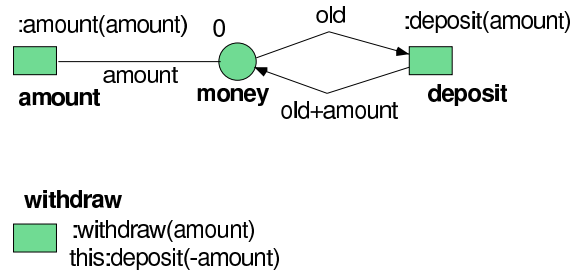 :amount(amount)
0
old
:deposit(amount)
amount
amount
money
deposit
old+amount
withdraw
:withdraw(amount)
this:deposit(-amount)